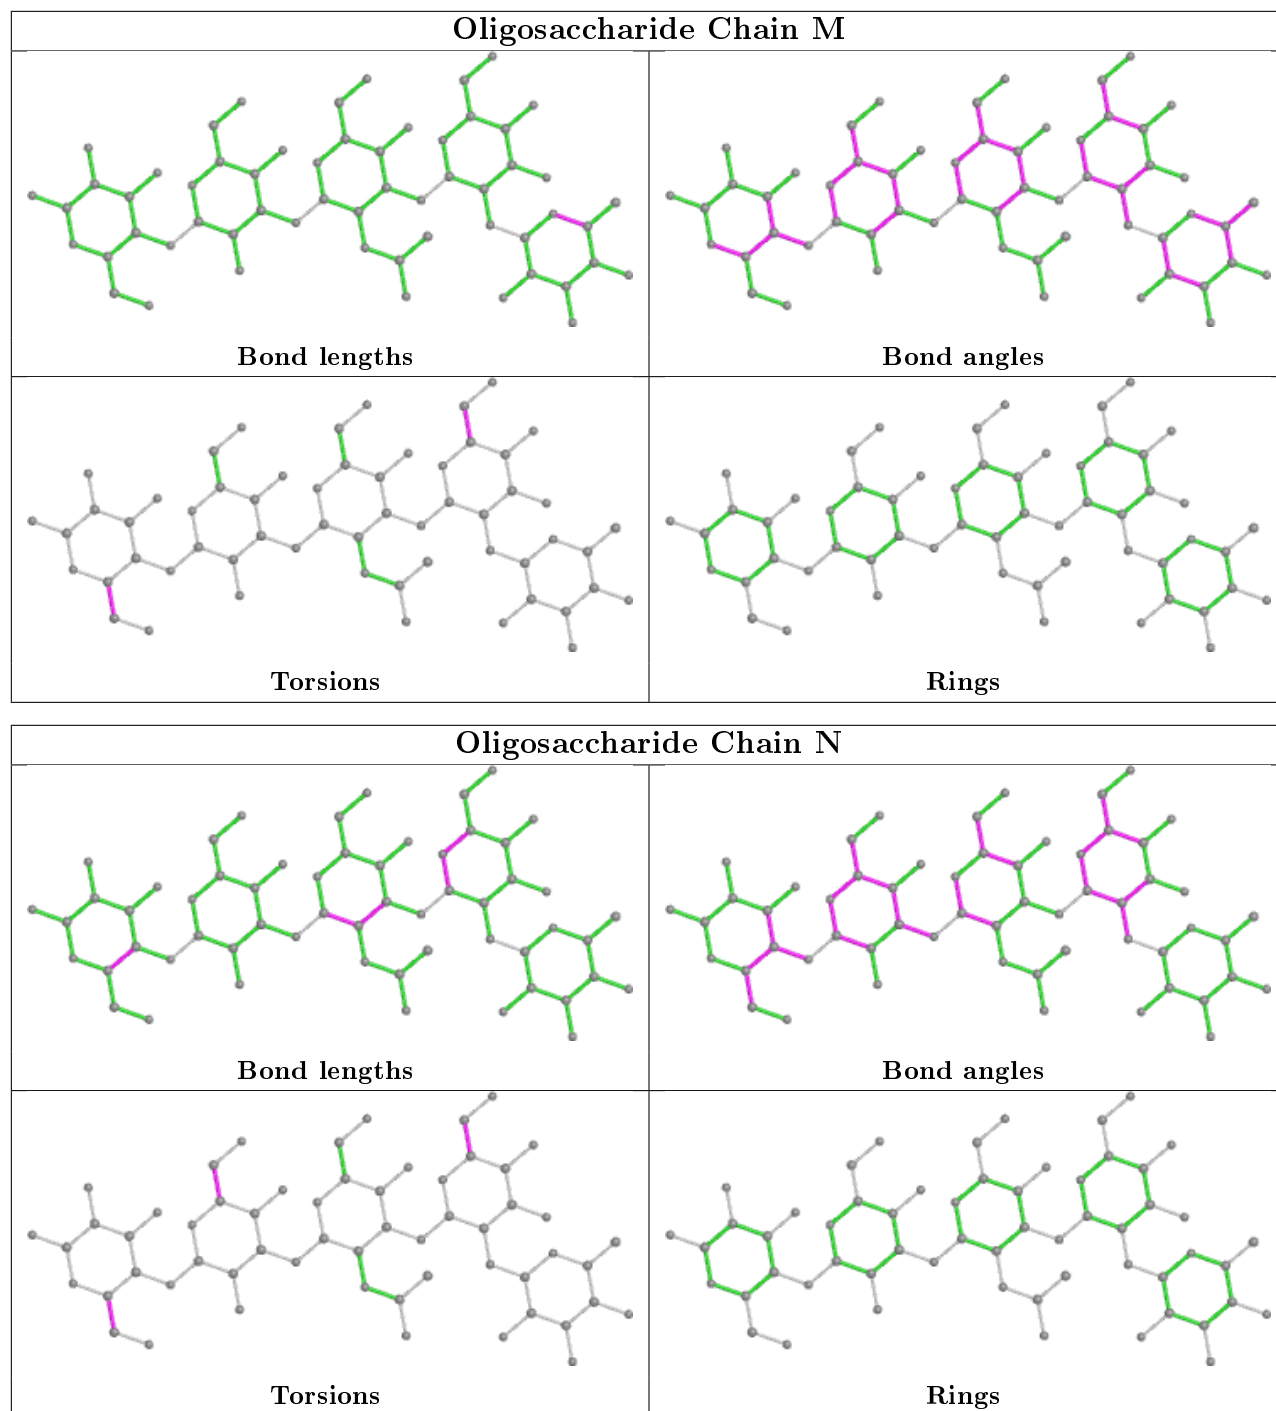 Oligosaccharide Chain M
Bond lengths
Bond angles
Torsions
Rings
Oligosaccharide Chain N
Bond lengths
Bond angles
Torsions
Rings